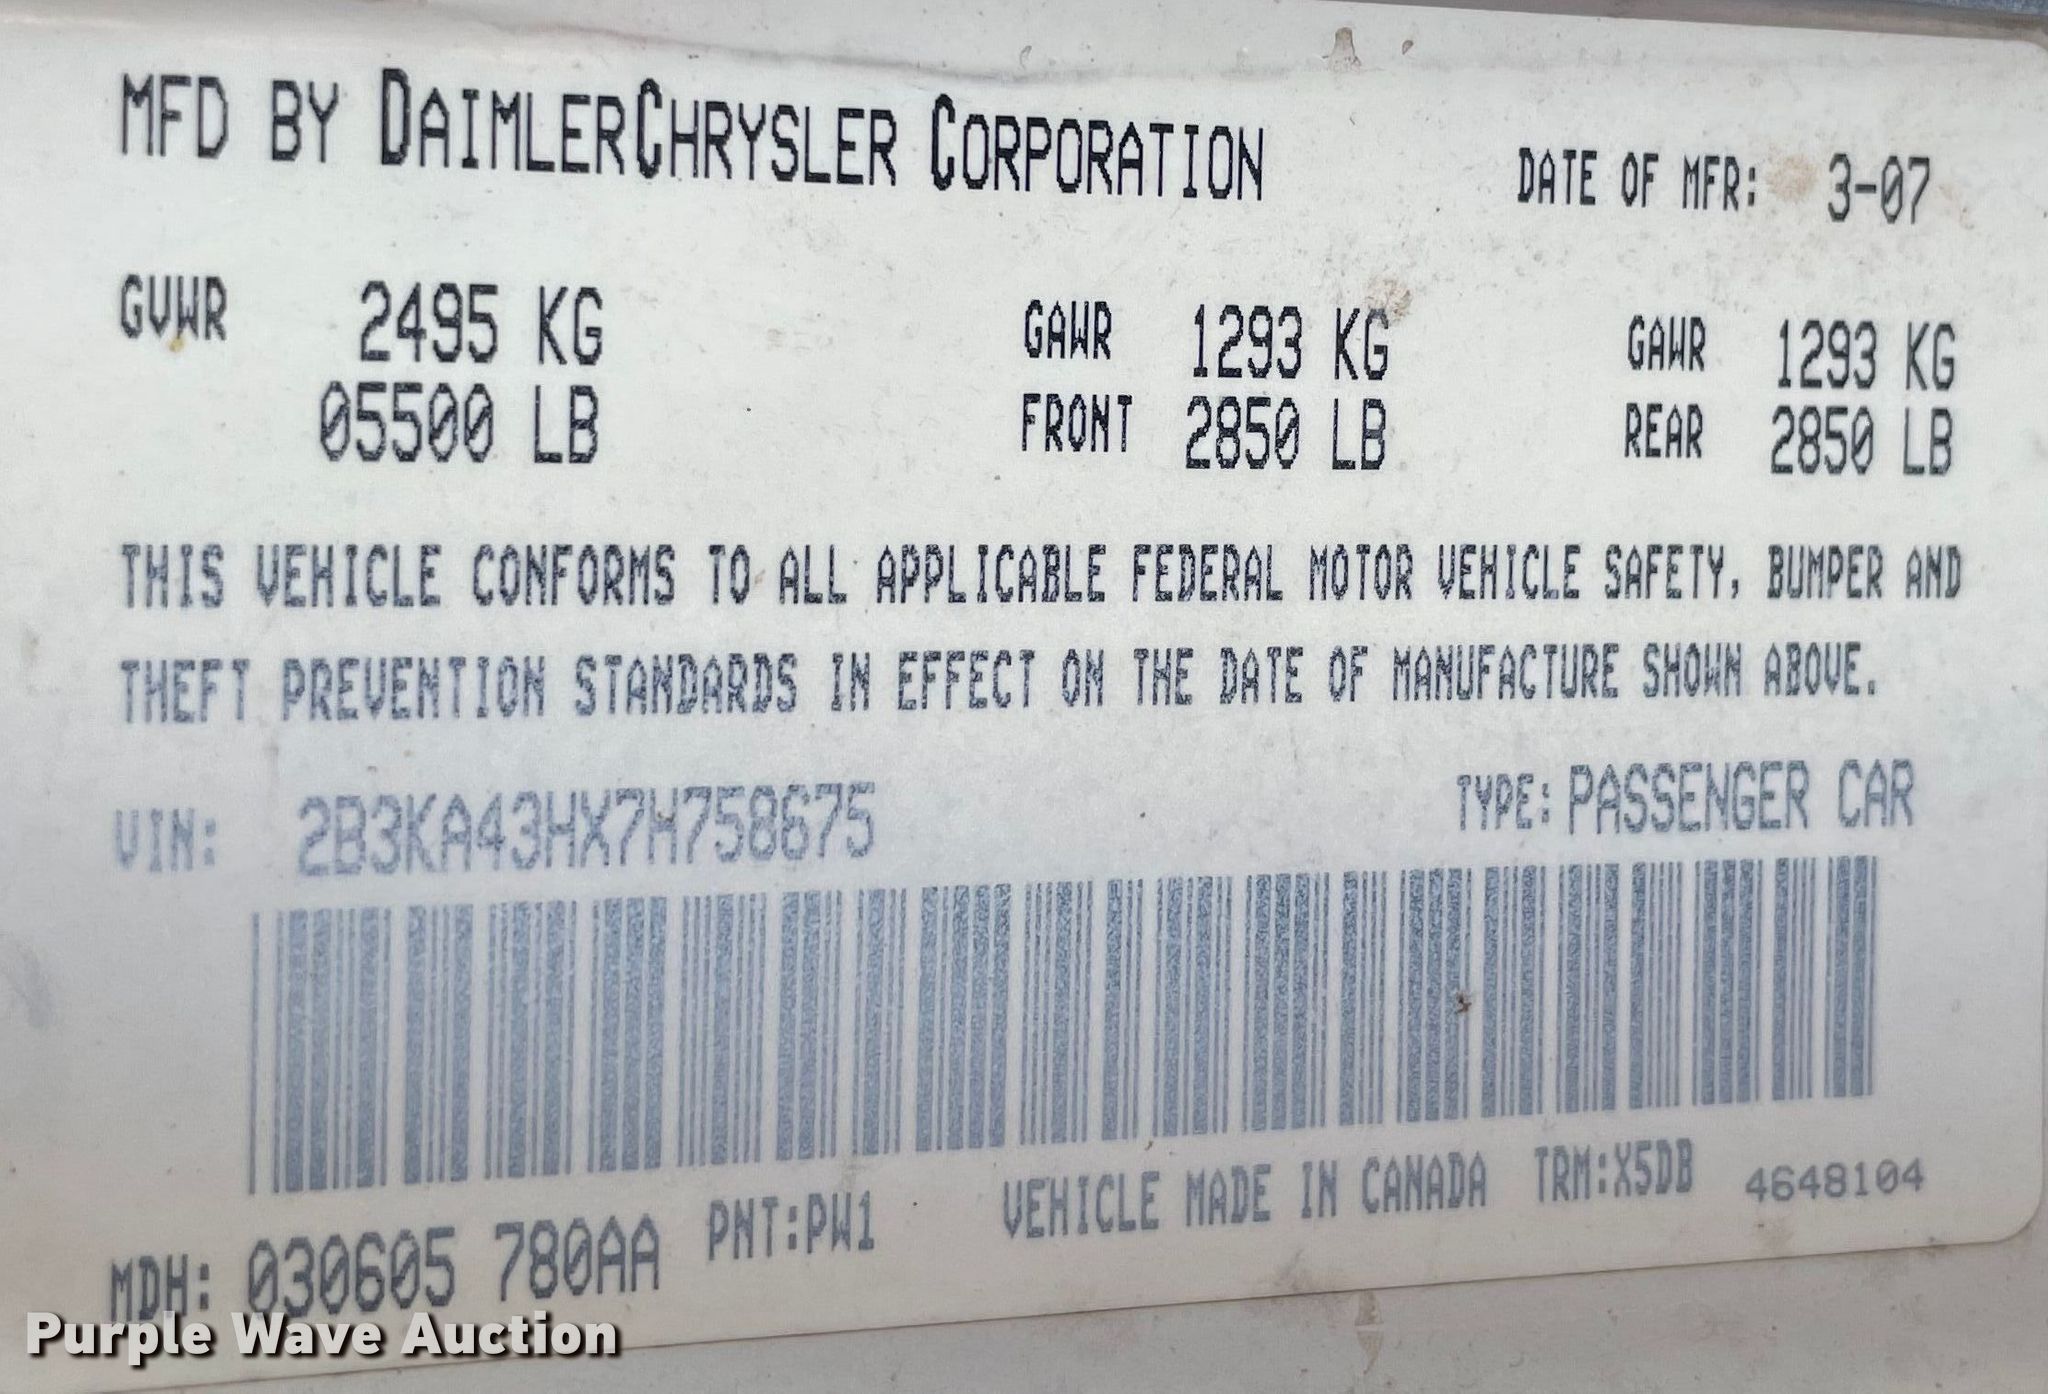 MFD BY DAIMLERCHRYSLER CORPORATION DATE OF MFR: 3-07
GVWR 2495 KG GAWR 1293 KG GAWR 1293 KG
05500 LB FRONT 2850 LB REAR 2850 LB
THIS VEHICLE CONFORMS TO ALL APPLICABLE FEDERAL MOTOR VEHICLE SAFETY, BUMPER AND
THEFT PREVENTION STANDARDS IN EFFECT ON THE DATE OF MANUFACTURE SHOWN ABOVE.
VIN: 2B3KA43HX7H758675 TYPE: PASSENGER CAR
MDH: 030605 780AA PNT:PW1 VEHICLE MADE IN CANADA TRM:X5DB 4648104
Purple Wave Auction